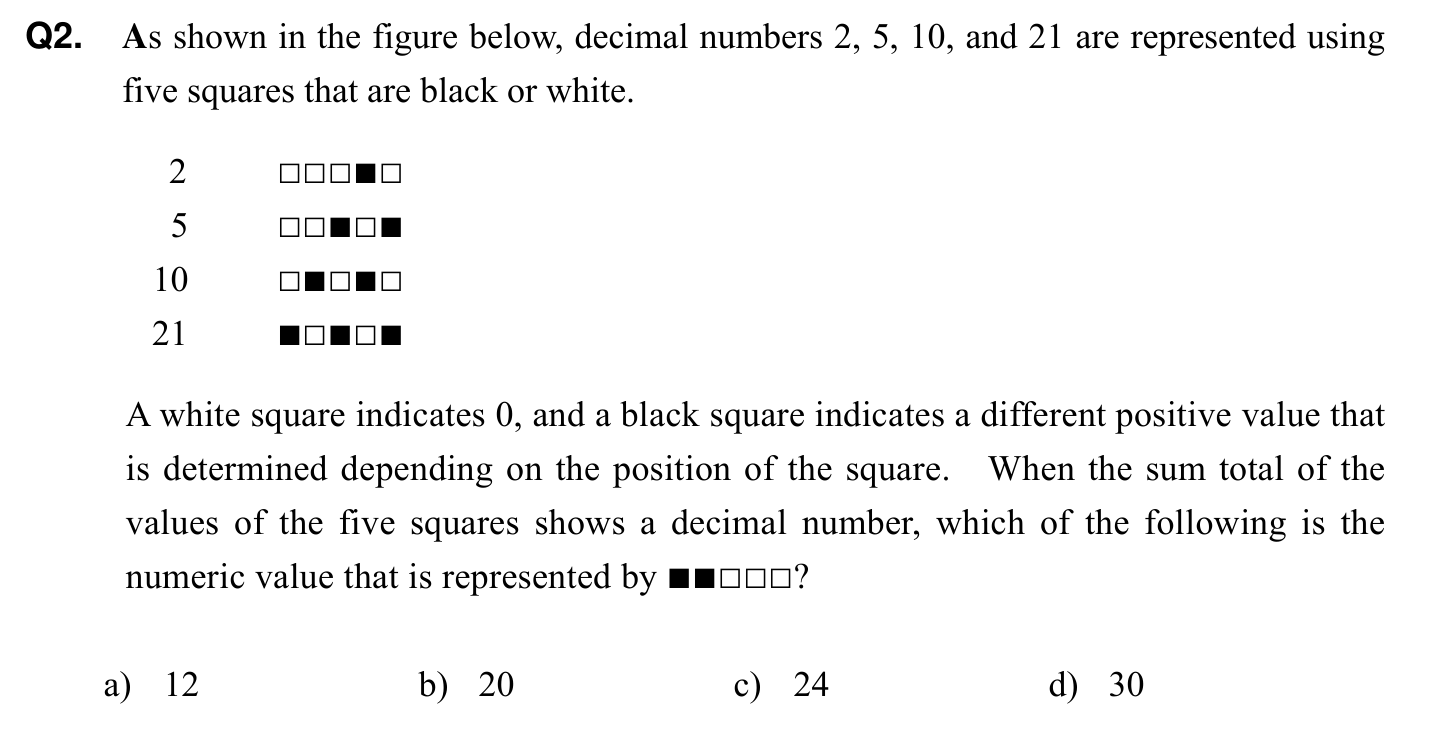 Q2. As shown in the figure below, decimal numbers 2, 5, 10, and 21 are represented using
five squares that are black or white.
2 □□□■□
5 □□■□■
10 □■□■□
21 ■□■□■
A white square indicates 0, and a black square indicates a different positive value that
is determined depending on the position of the square. When the sum total of the
values of the five squares shows a decimal number, which of the following is the
numeric value that is represented by ■■□□□?
a) 12 b) 20 c) 24 d) 30